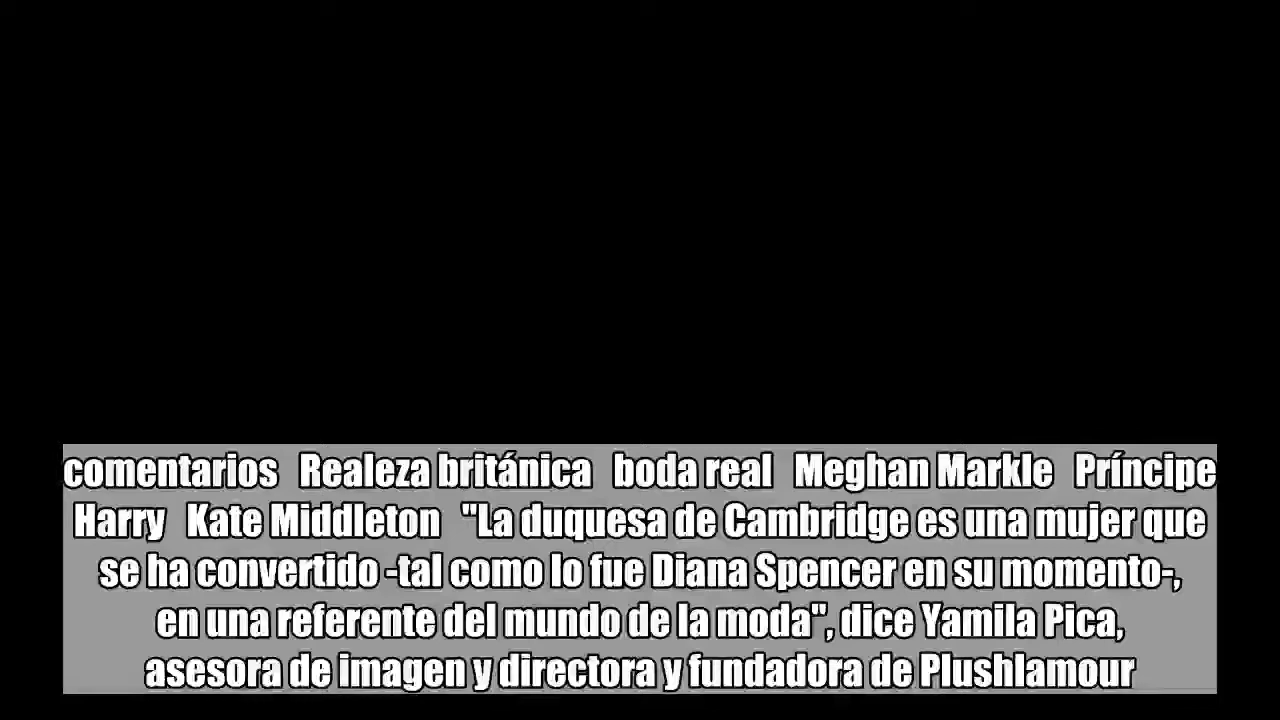 comentarios Realeza británica boda real Meghan Markle Príncipe
Harry Kate Middleton "La duquesa de Cambridge es una mujer que
se ha convertido -tal como lo fue Diana Spencer en su momento-,
en una referente del mundo de la moda", dice Yamila Pica,
asesora de imagen y directora y fundadora de Plushlamour